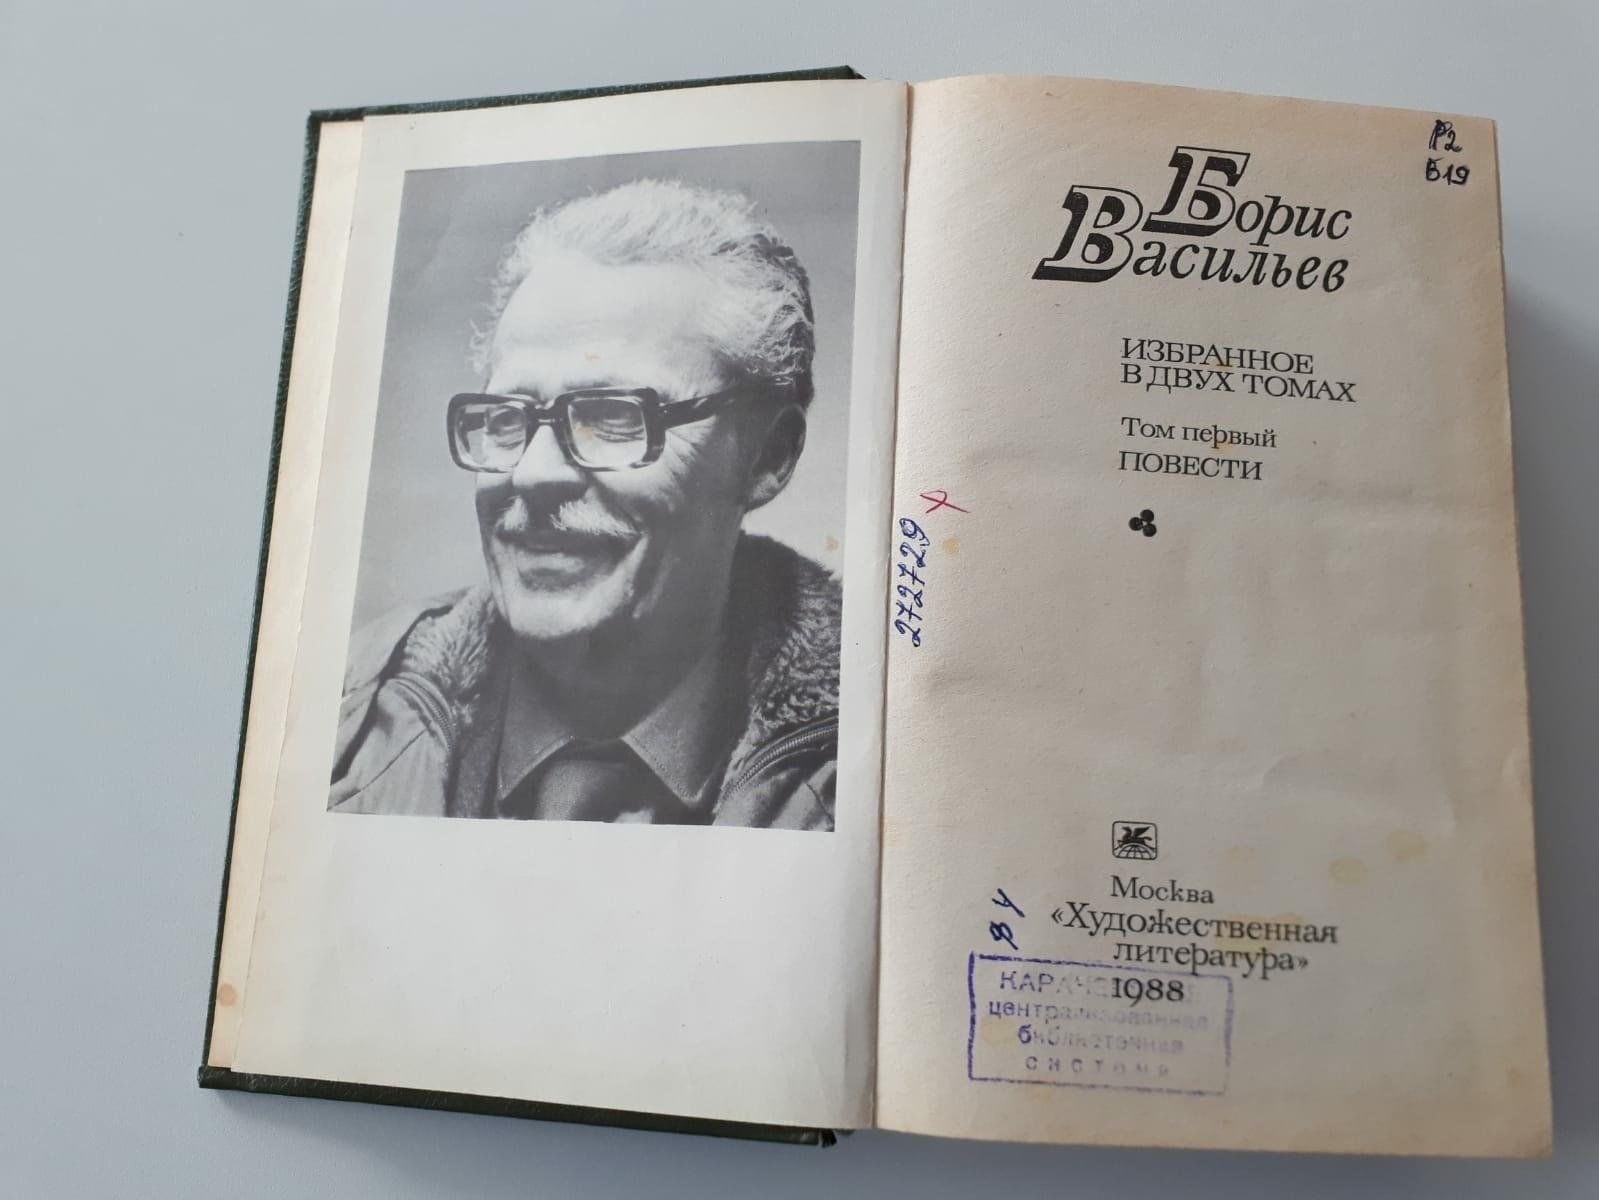 Р2
Б19
Борис
Васильев
ИЗБРАННОЕ
В ДВУХ ТОМАХ
Том первый
ПОВЕСТИ
272729
Москва
«Художественная
литература»
1988
централизованная
библиотечная
система